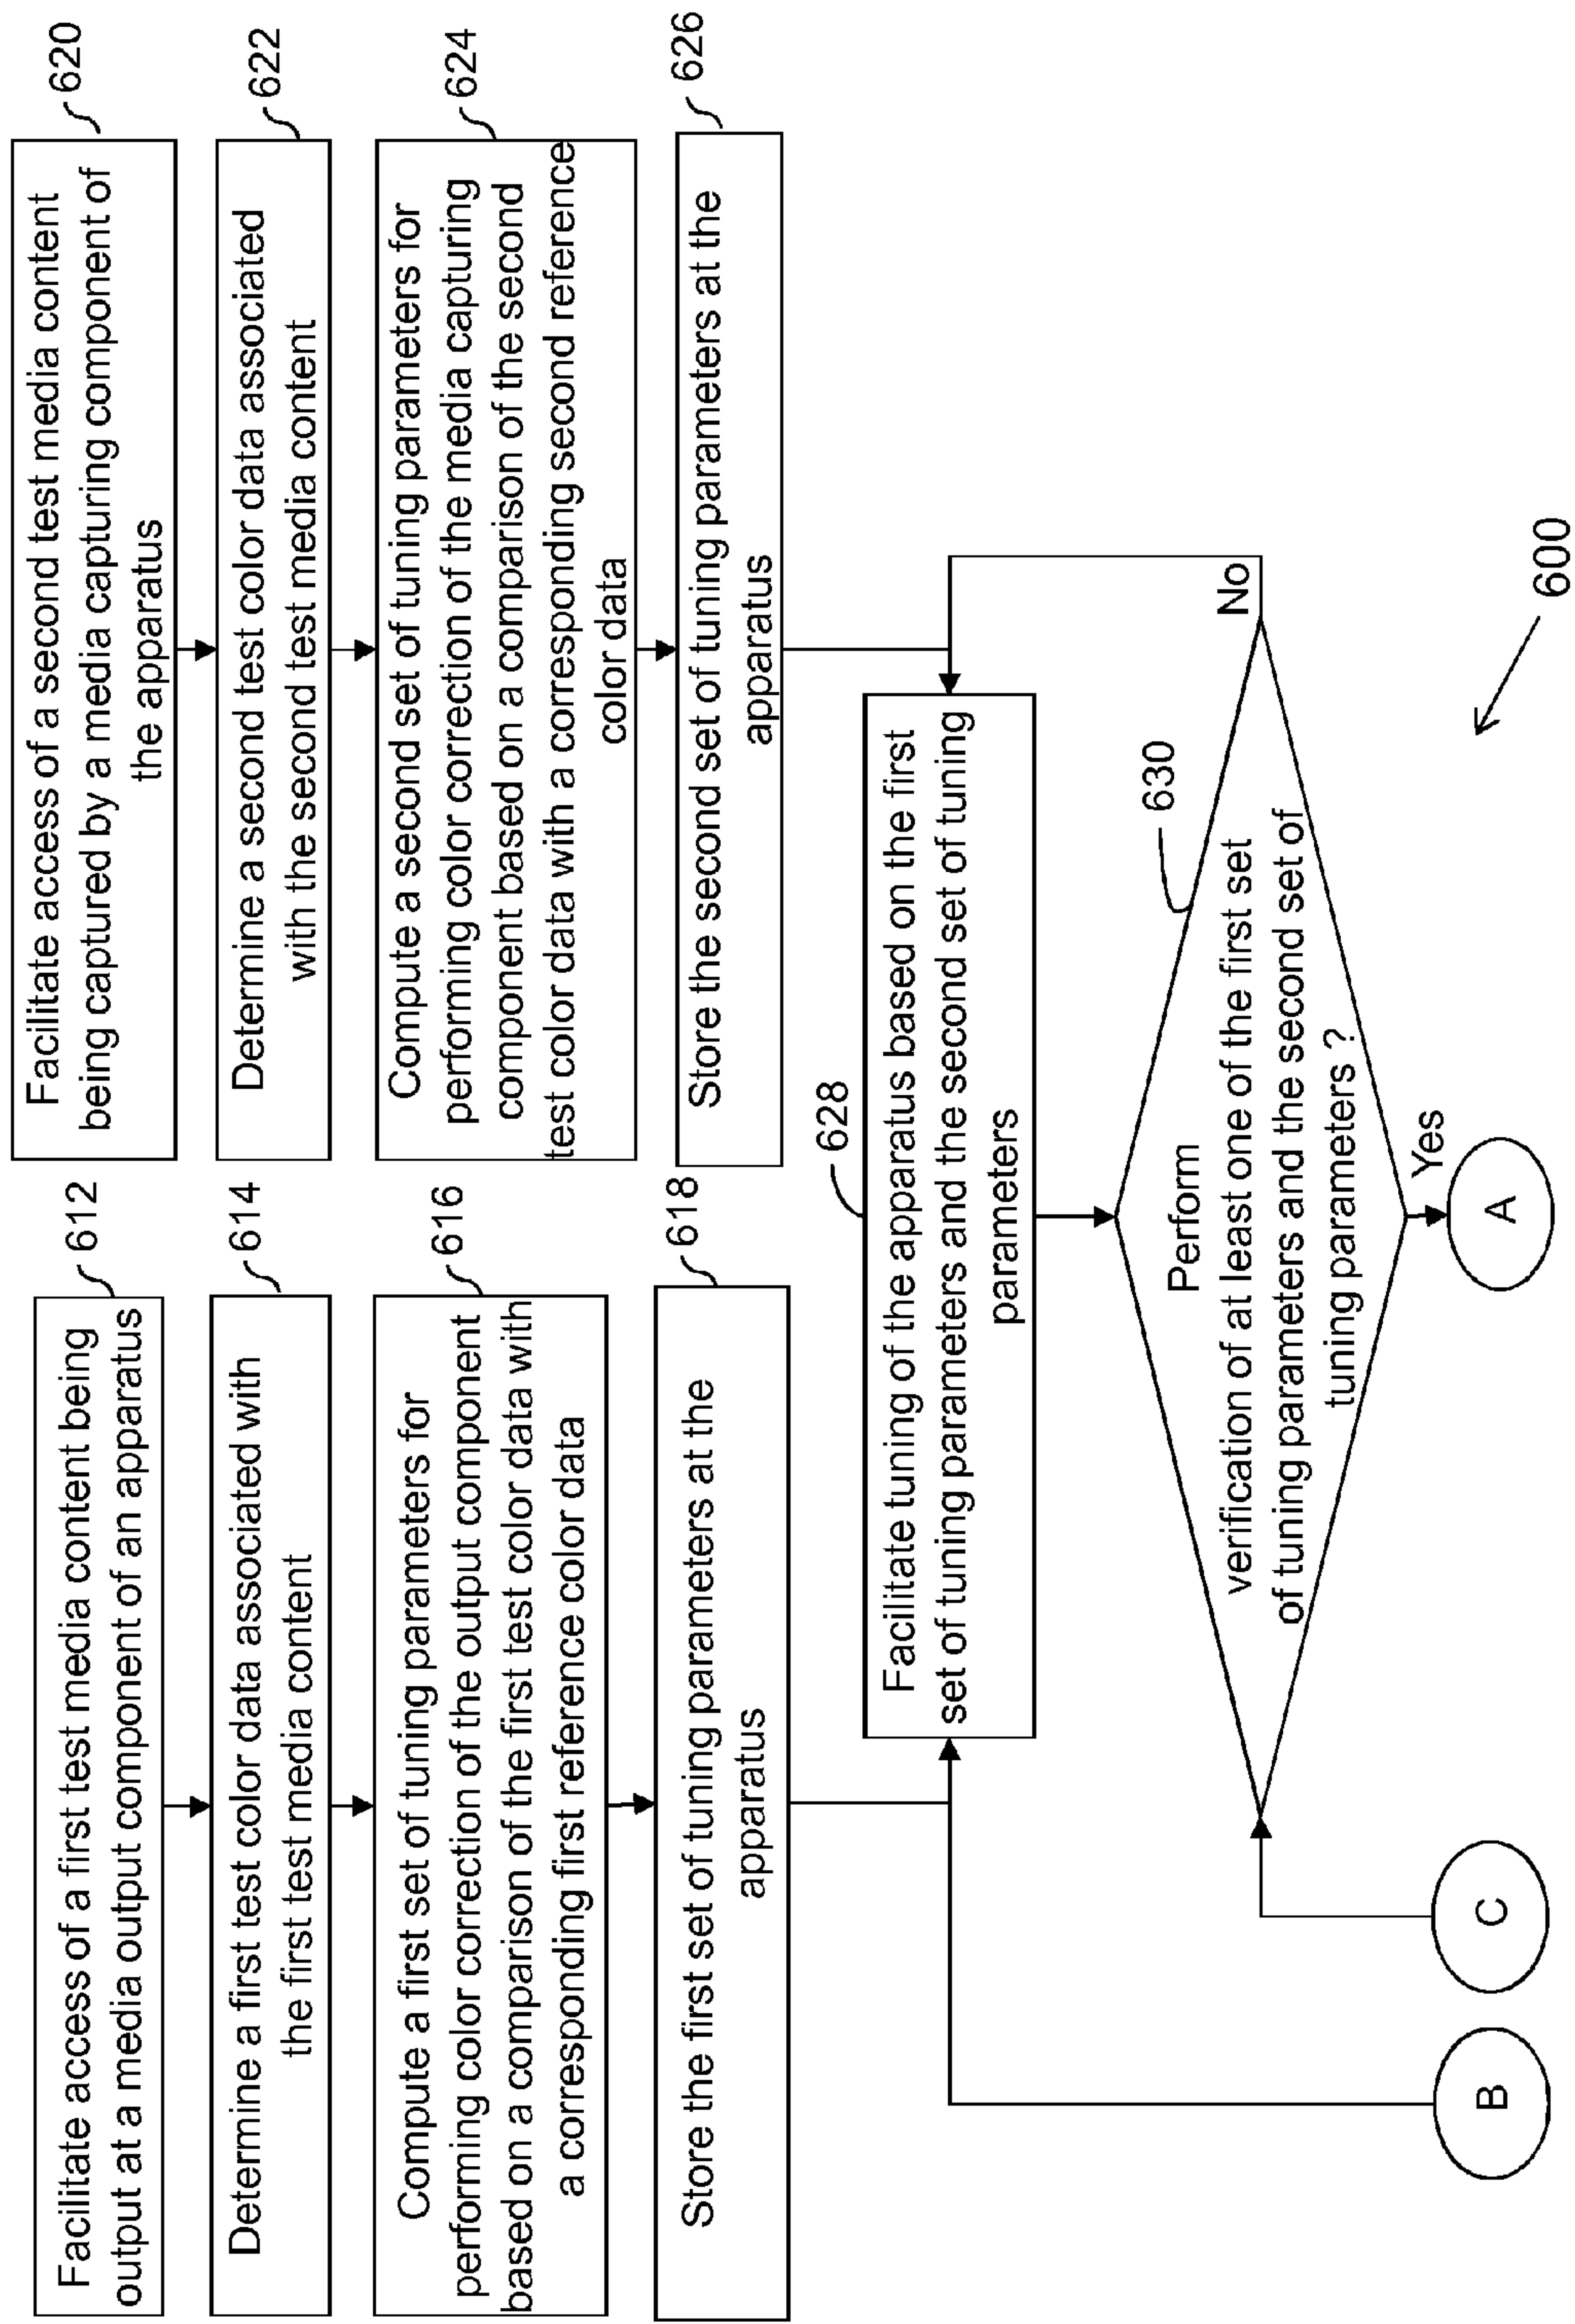 612
Facilitate access of a first test media content being
output at a media output component of an apparatus
614
Determine a first test color data associated with
the first test media content
616
Compute a first set of tuning parameters for
performing color correction of the output component
based on a comparison of the first test color data with
a corresponding first reference color data
618
Store the first set of tuning parameters at the
apparatus
620
Facilitate access of a second test media content
being captured by a media capturing component of
the apparatus
622
Determine a second test color data associated
with the second test media content
624
Compute a second set of tuning parameters for
performing color correction of the media capturing
component based on a comparison of the second
test color data with a corresponding second reference
color data
626
Store the second set of tuning parameters at the
apparatus
628
Facilitate tuning of the apparatus based on the first
set of tuning parameters and the second set of tuning
parameters
630
Perform
verification of at least one of the first set
of tuning parameters and the second set of
tuning parameters ?
No
Yes
B
C
A
600